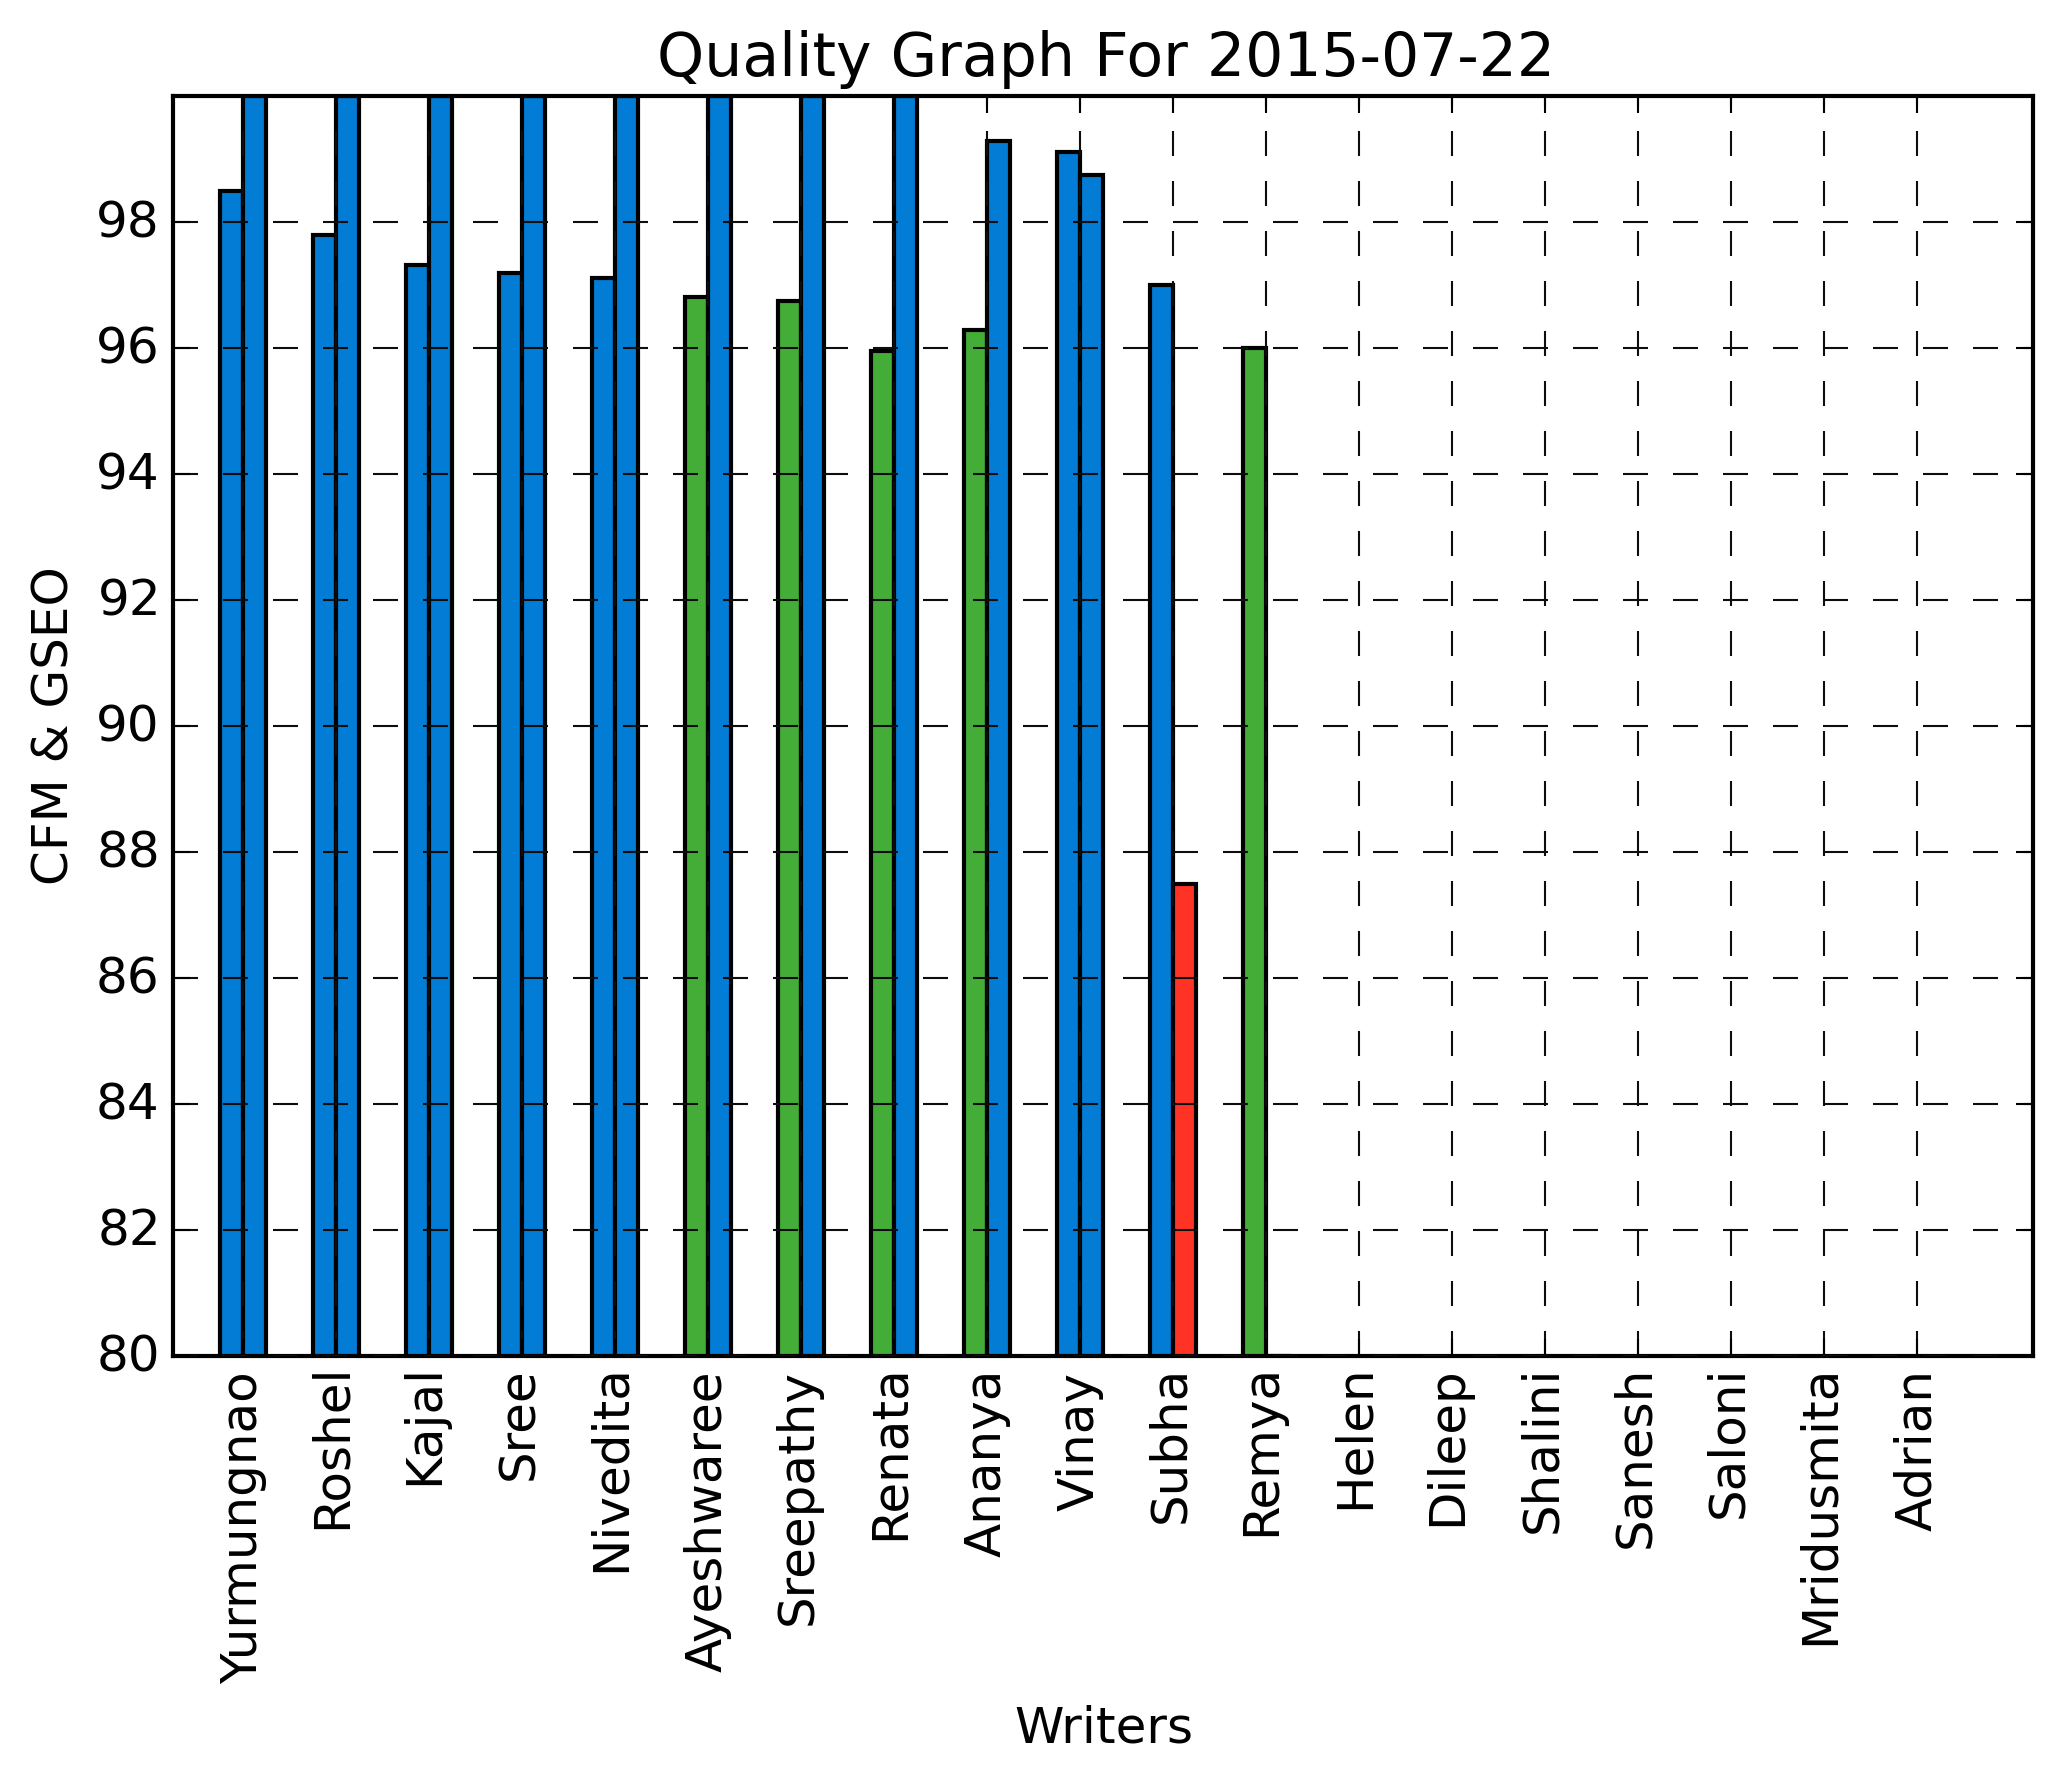 Quality Graph For 2015-07-22
CFM & GSEO
98
96
94
92
90
88
86
84
82
80
Yurmungnao
Roshel
Kajal
Sree
Nivedita
Ayeshwaree
Sreepathy
Renata
Ananya
Vinay
Subha
Remya
Helen
Dileep
Shalini
Sanesh
Saloni
Mridusmita
Adrian
Writers